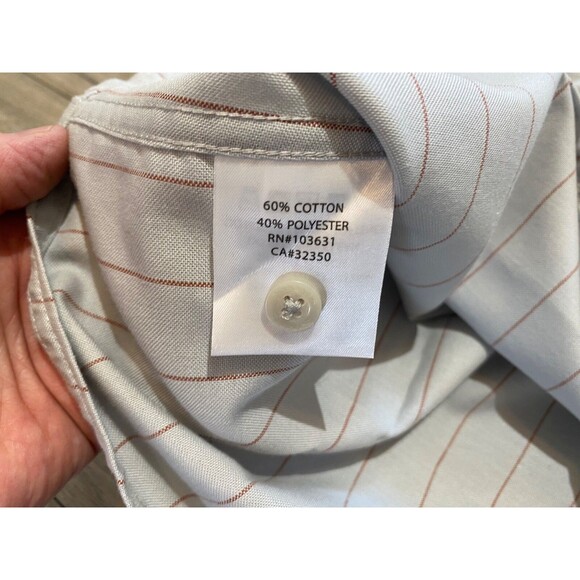 60% COTTON
40% POLYESTER
RN#103631
CA#32350